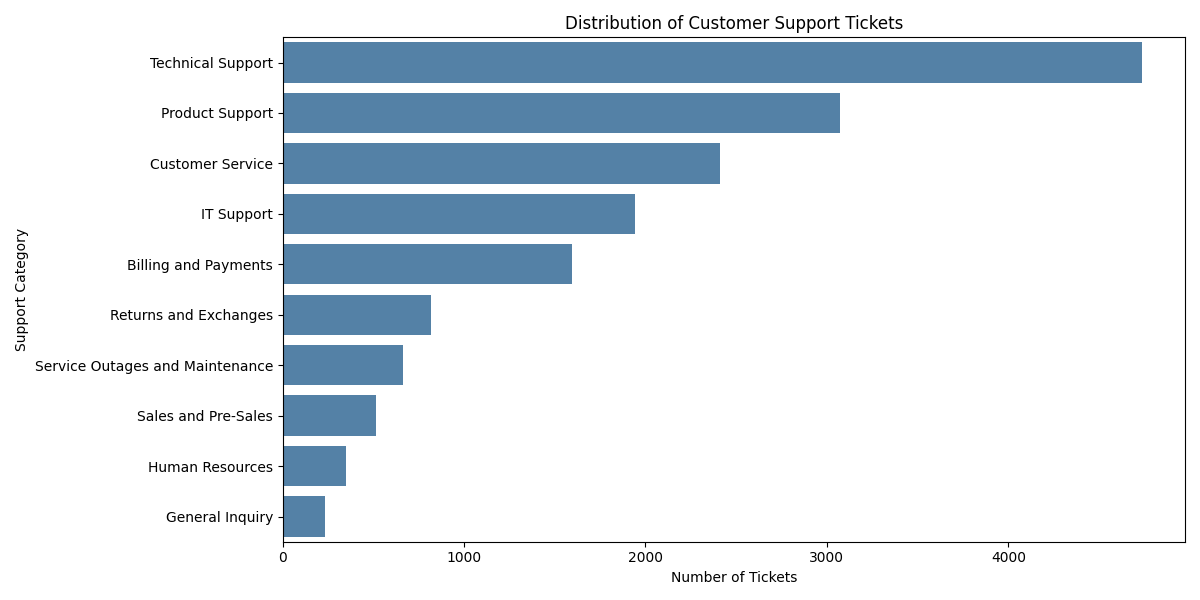 Distribution of Customer Support Tickets
Support Category
Technical Support
Product Support
Customer Service
IT Support
Billing and Payments
Returns and Exchanges
Service Outages and Maintenance
Sales and Pre-Sales
Human Resources
General Inquiry
0 1000 2000 3000 4000
Number of Tickets